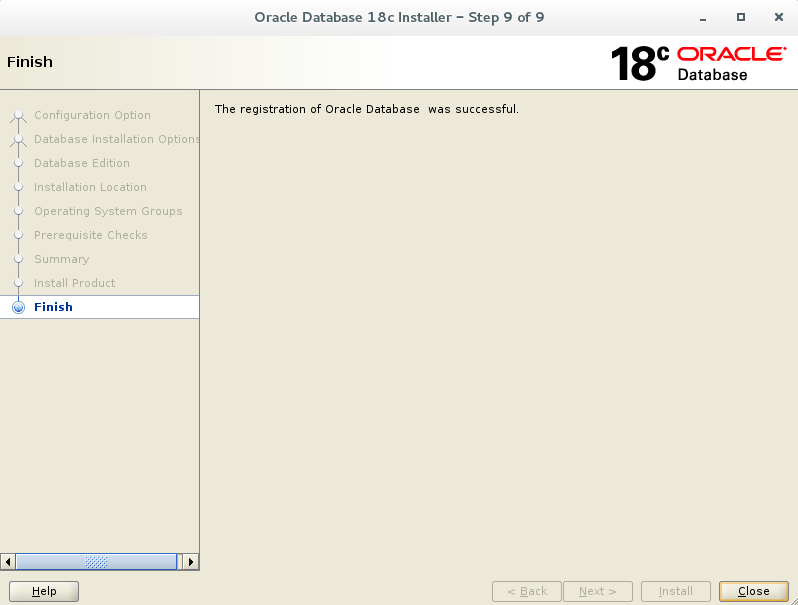 Oracle Database 18c Installer – Step 9 of 9
Finish
18c ORACLE
Database
Configuration Option
Database Installation Options
Database Edition
Installation Location
Operating System Groups
Prerequisite Checks
Summary
Install Product
Finish
The registration of Oracle Database  was successful.
Help
< Back
Next >
Install
Close